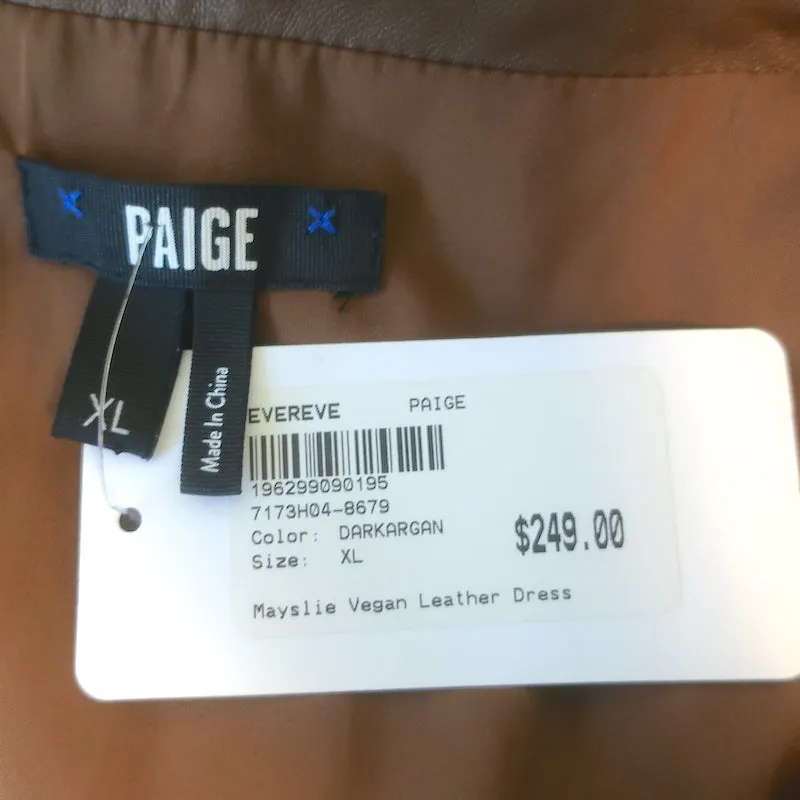 PAIGE
XL
Made In China
EVEREVE PAIGE
196299090195
7173H04-8679
Color: DARKARGAN
$249.00
Size: XL
Mayslie Vegan Leather Dress